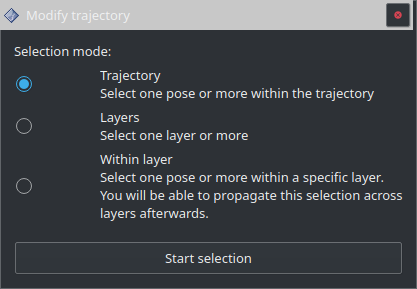 Modify trajectory
Selection mode:
Trajectory
Select one pose or more within the trajectory
Layers
Select one layer or more
Within layer
Select one pose or more within a specific layer.
You will be able to propagate this selection across
layers afterwards.
Start selection